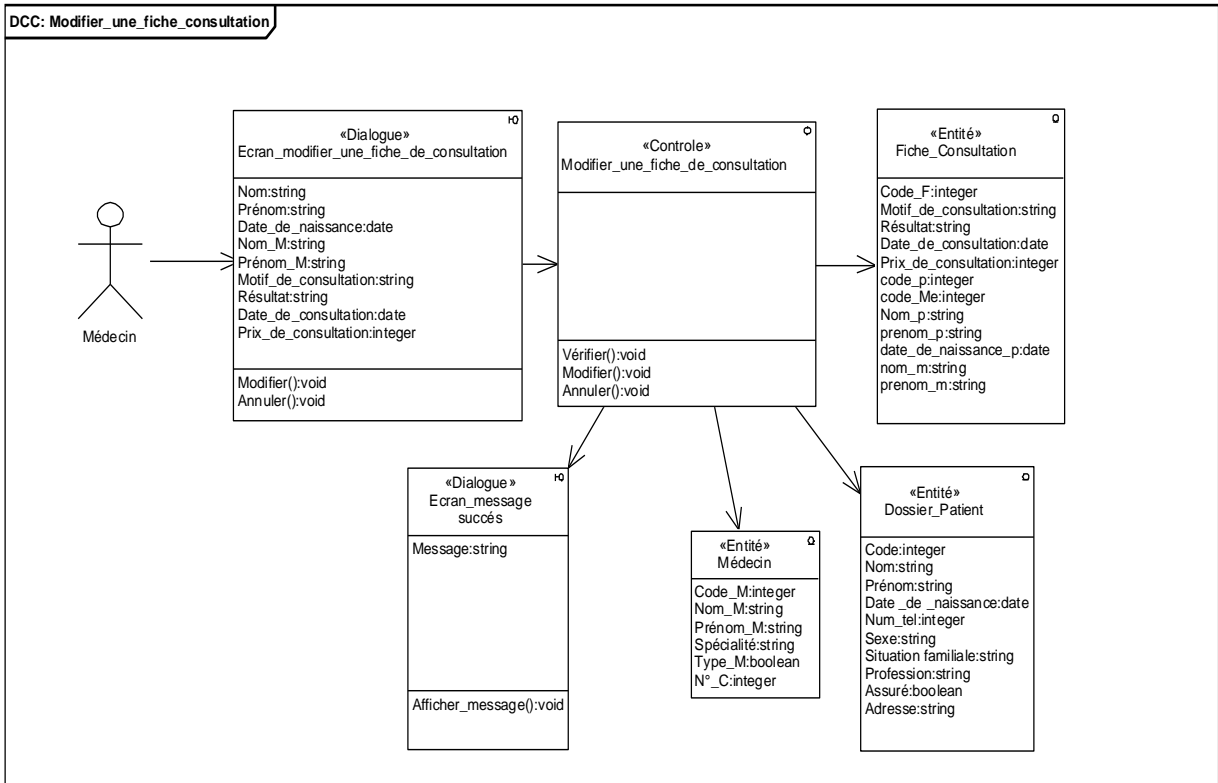 DCC: Modifier_une_fiche_consultation
Médecin
«Dialogue»
Ecran_modifier_une_fiche_de_consultation
Nom:string
Prénom:string
Date_de_naissance:date
Nom_M:string
Prénom_M:string
Motif_de_consultation:string
Résultat:string
Date_de_consultation:date
Prix_de_consultation:integer
Modifier():void
Annuler():void
«Controle»
Modifier_une_fiche_de_consultation
Vérifier():void
Modifier():void
Annuler():void
«Entité»
Fiche_Consultation
Code_F:integer
Motif_de_consultation:string
Résultat:string
Date_de_consultation:date
Prix_de_consultation:integer
code_p:integer
code_Me:integer
Nom_p:string
prenom_p:string
date_de_naissance_p:date
nom_m:string
prenom_m:string
«Dialogue»
Ecran_message
succés
Message:string
Afficher_message():void
«Entité»
Médecin
Code_M:integer
Nom_M:string
Prénom_M:string
Spécialité:string
Type_M:boolean
N°_C:integer
«Entité»
Dossier_Patient
Code:integer
Nom:string
Prénom:string
Date _de _naissance:date
Num_tel:integer
Sexe:string
Situation familiale:string
Profession:string
Assuré:boolean
Adresse:string